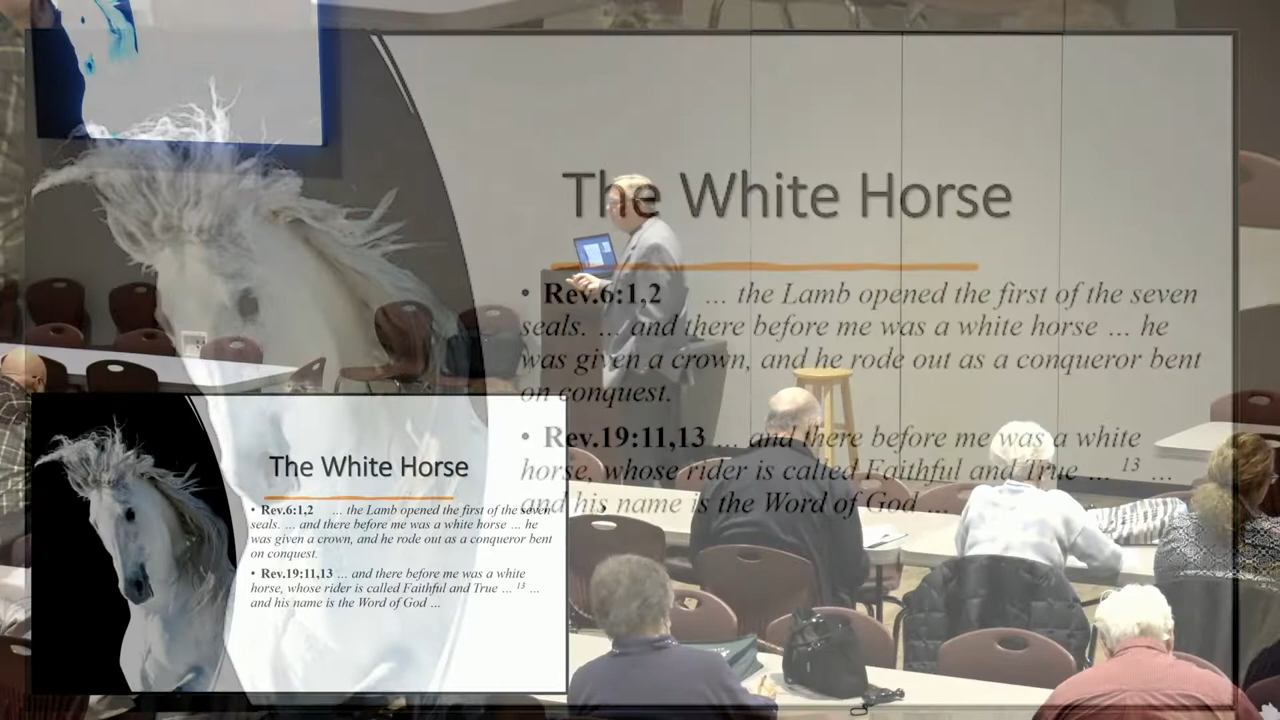 The White Horse
• Rev.6:1,2 … the Lamb opened the first of the seven
seals. … and there before me was a white horse … he
was given a crown, and he rode out as a conqueror bent
on conquest.
• Rev.19:11,13 … and there before me was a white
horse, whose rider is called Faithful and True … 13 …
and his name is the Word of God …
The White Horse
• Rev.6:1,2 … the Lamb opened the first of the seven
seals. … and there before me was a white horse … he
was given a crown, and he rode out as a conqueror bent
on conquest.
• Rev.19:11,13 … and there before me was a white
horse, whose rider is called Faithful and True … 13 …
and his name is the Word of God …